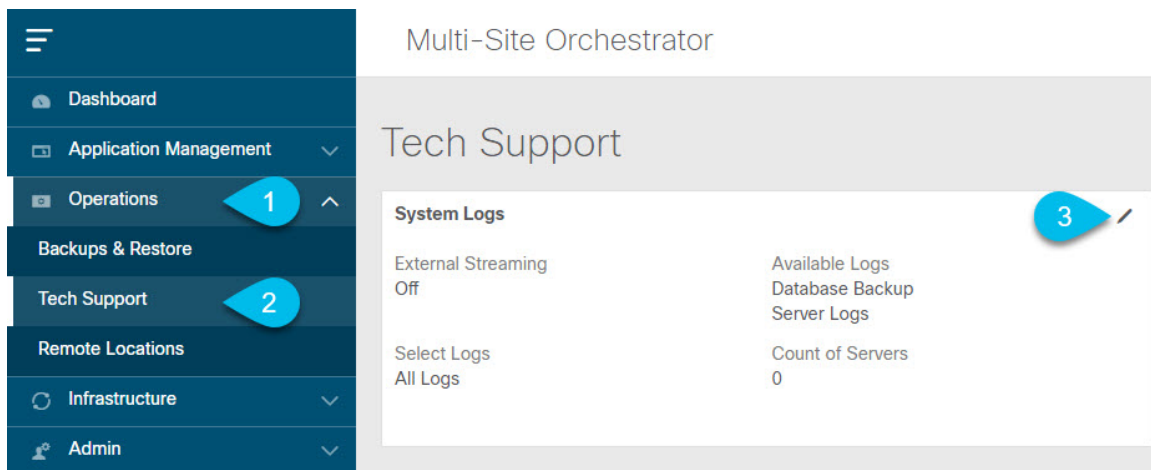 Multi-Site Orchestrator
Dashboard
Application Management
Operations
1
Backups & Restore
Tech Support
2
Remote Locations
Infrastructure
Admin
Tech Support
System Logs
3
External Streaming
Off
Available Logs
Database Backup
Server Logs
Select Logs
All Logs
Count of Servers
0